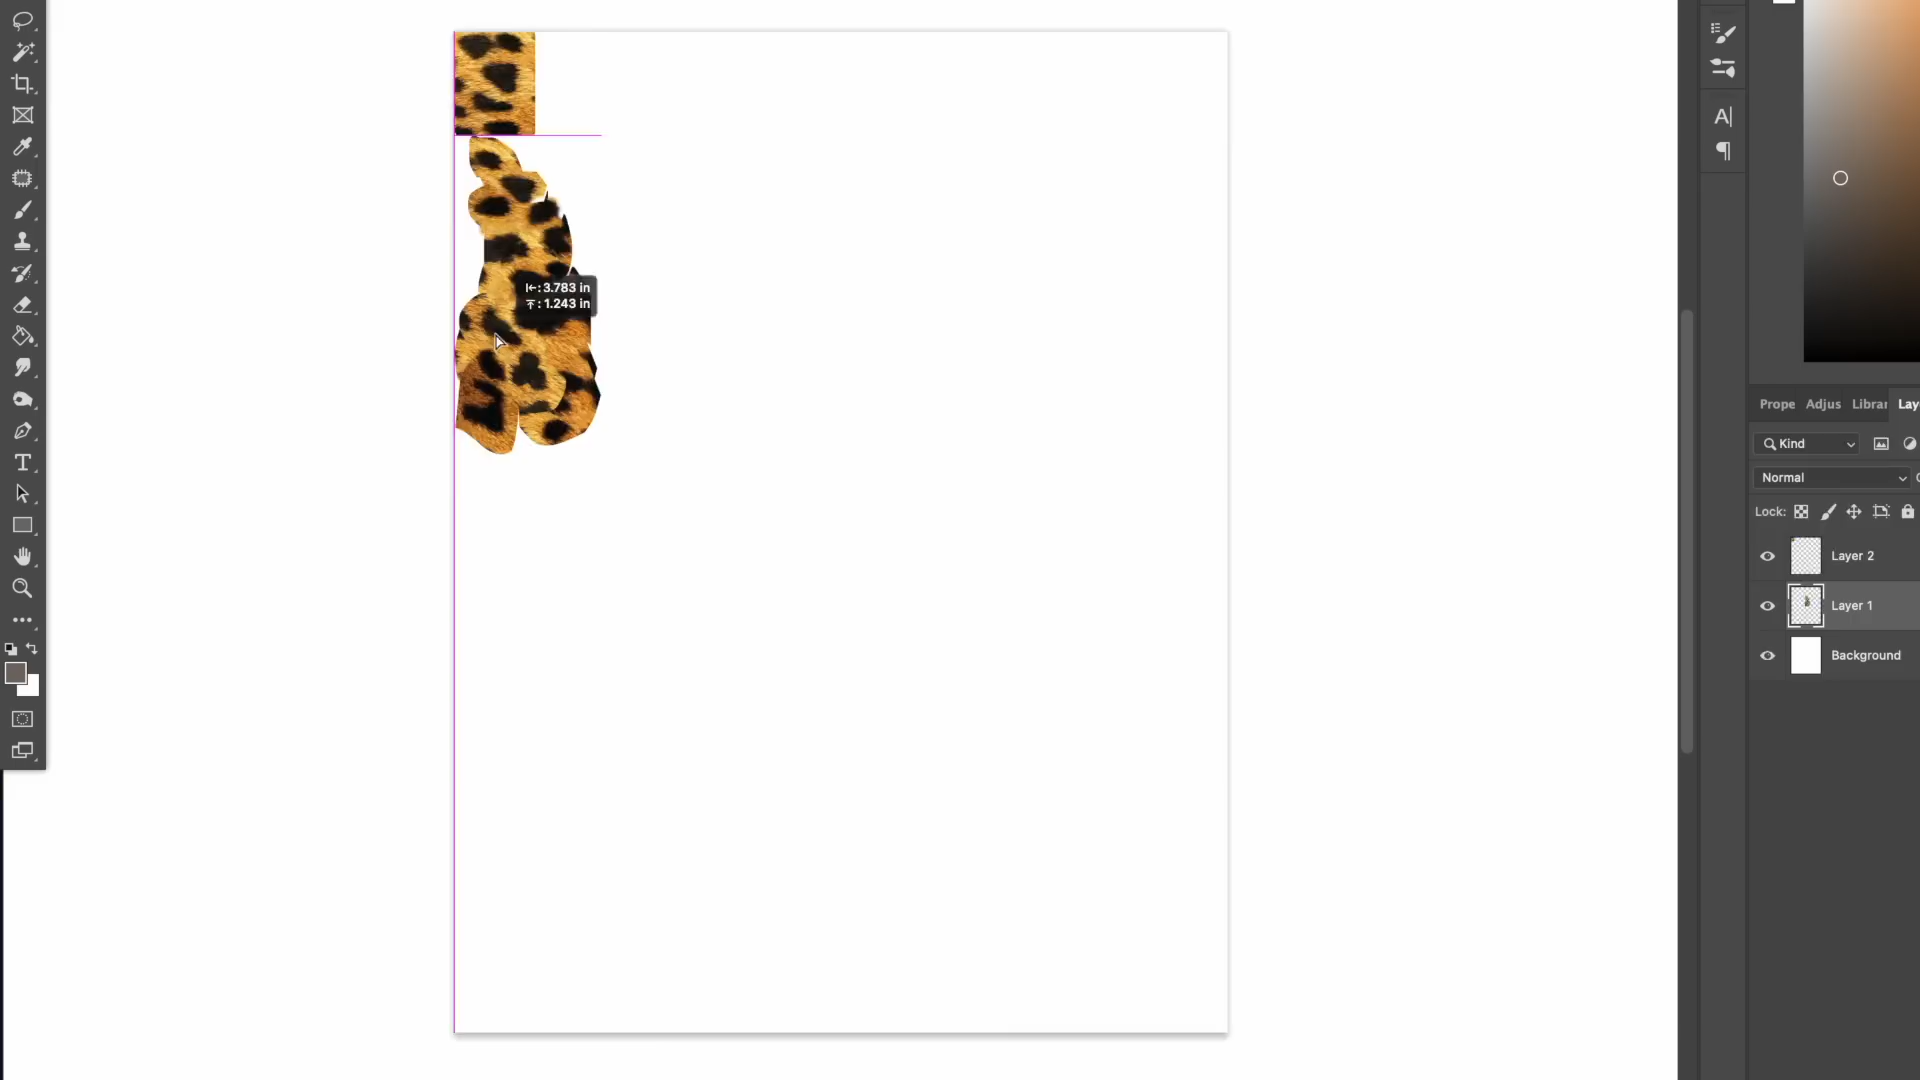 A|
¶
: 3.783 in
: 1.243 in
Prope Adjus Librar Lay
Kind
Normal
Lock:
Layer 2
Layer 1
Background
T